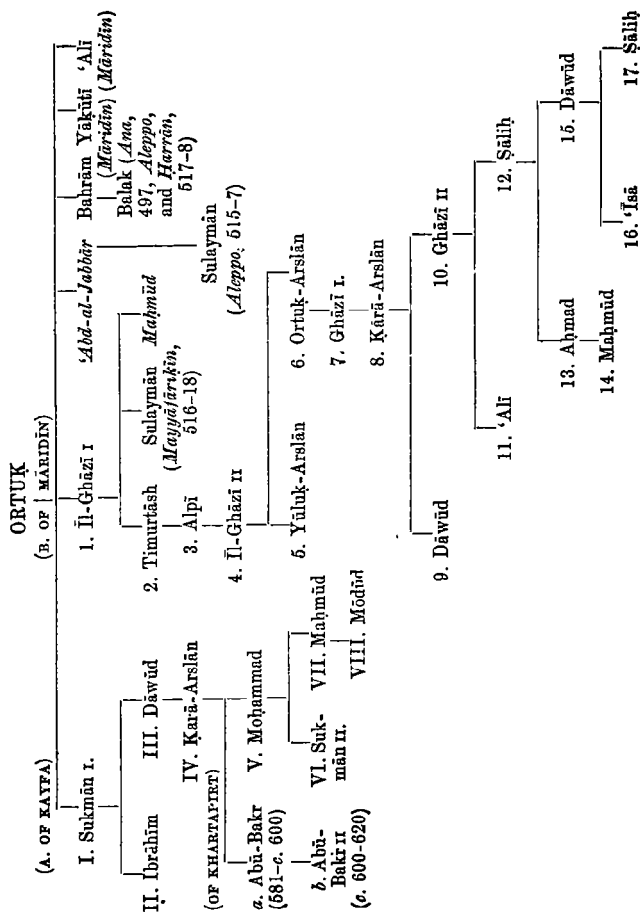 ORTUK
(A. OF KAYFA)
(B. OF MĀRIDĪN)
I. Sukmān I.
1. Īl-Ghāzī I
'Abd-al-Jabbār
Bahrām
Yāḳūtī
'Alī
(Māridīn)
(Māridīn)
Balak (Ana,
497, Aleppo,
and Ḥarrān,
517-8)
II. Ibrāhīm
III. Dāwūd
2. Timurtāsh
Sulaymān
(Mayyāfāriḳīn,
516-18)
Maḥmūd
Sulaymān
(Aleppo, 515-7)
IV. Ḳarā-Arslān
3. Alpī
(OF KHARTAPIRT)
4. Īl-Ghāzī II
a. Abū-Bakr
(581-c. 600)
V. Moḥammad
5. Yūluḳ-Arslān
6. Ortuḳ-Arslān
b. Abū-
Bakr II
(c. 600-620)
VI. Suk-
mān II.
VII. Maḥmūd
7. Ghāzī I.
VIII. Mōdūd
8. Ḳārā-Arslān
9. Dāwūd
10. Ghāzī II
11. 'Alī
12. Ṣāliḥ
13. Aḥmad
15. Dāwūd
14. Maḥmūd
16. 'Īsā
17. Ṣāliḥ